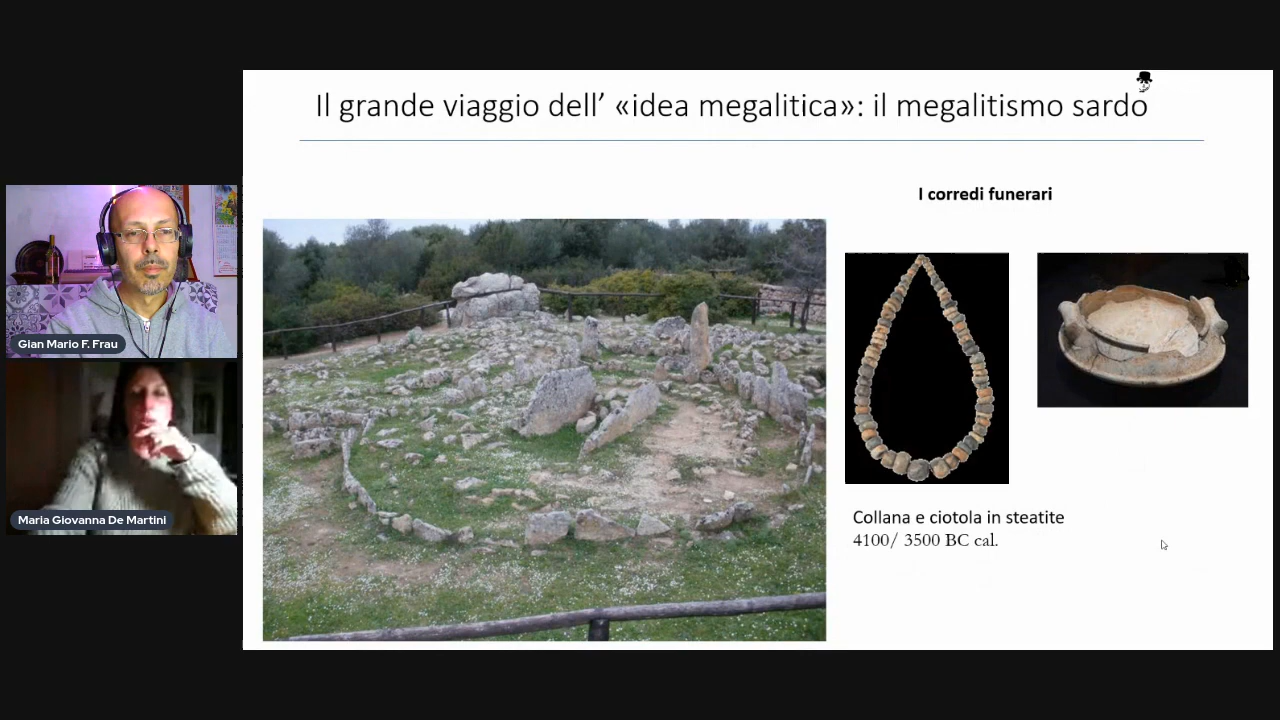 Il grande viaggio dell’ «idea megalitica»: il megalitismo sardo
I corredi funerari
Gian Mario F. Frau
Maria Giovanna De Martini
Collana e ciotola in steatite
4100/ 3500 BC cal.